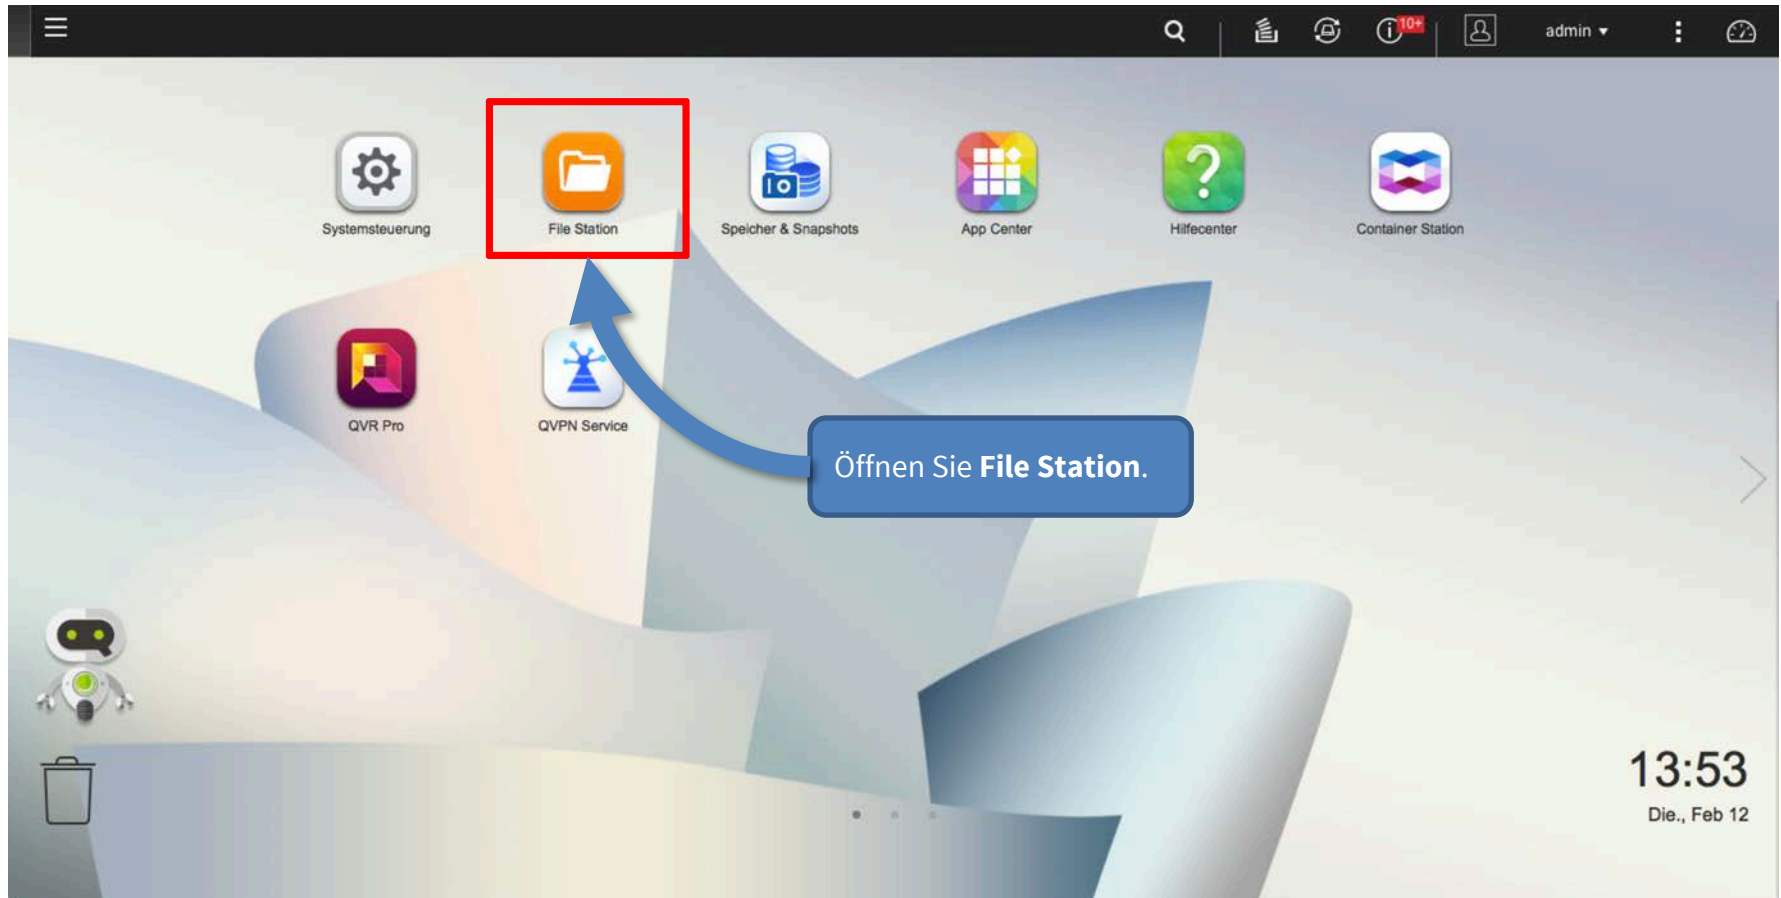 10+
admin
Systemsteuerung
File Station
Speicher & Snapshots
App Center
Hilfecenter
Container Station
QVR Pro
QVPN Service
Öffnen Sie File Station.
13:53
Die., Feb 12